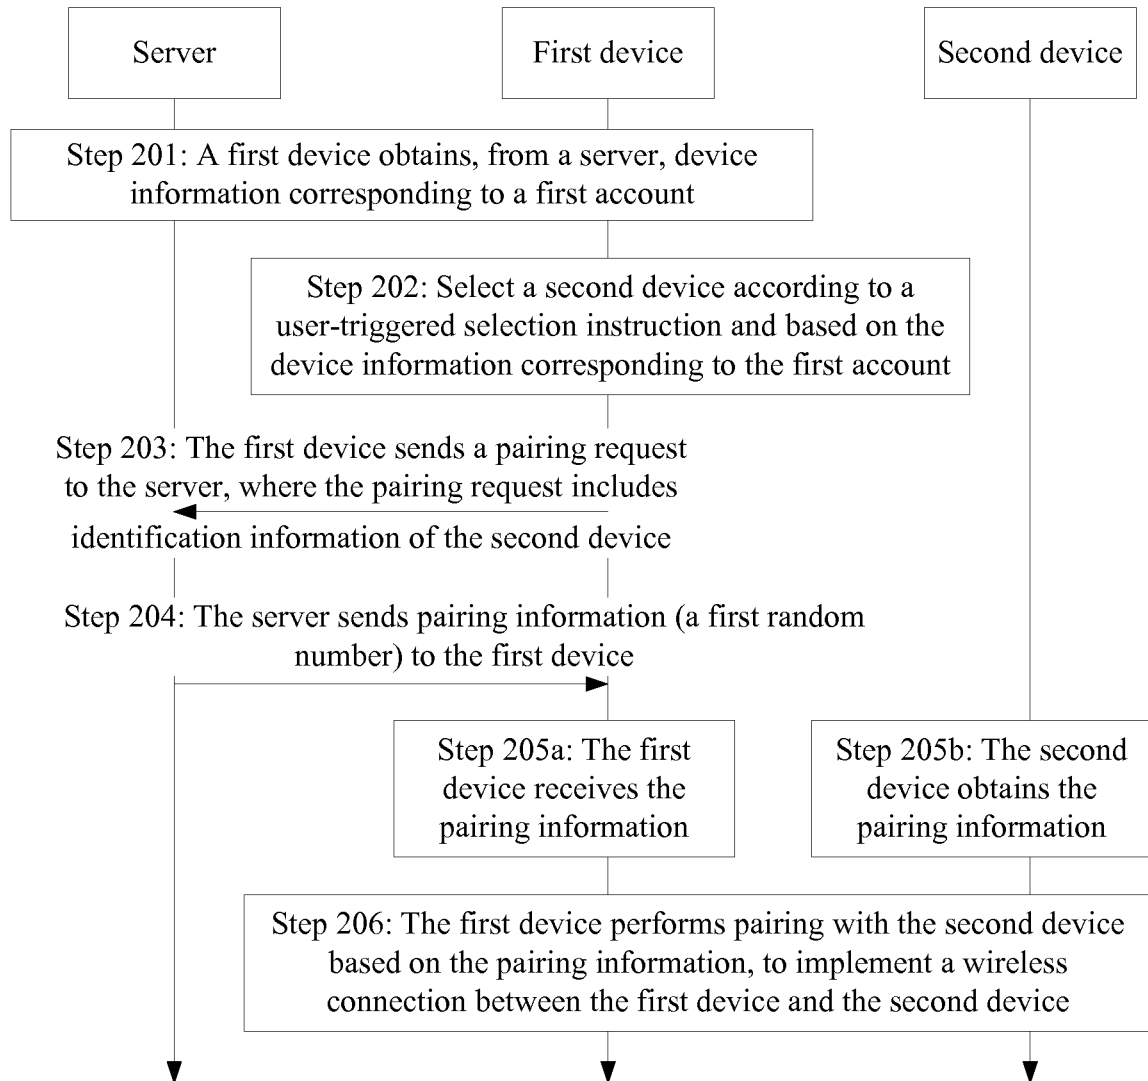 Server
First device
Second device
Step 201: A first device obtains, from a server, device
information corresponding to a first account
Step 202: Select a second device according to a
user-triggered selection instruction and based on the
device information corresponding to the first account
Step 203: The first device sends a pairing request
to the server, where the pairing request includes
identification information of the second device
Step 204: The server sends pairing information (a first random
number) to the first device
Step 205a: The first
device receives the
pairing information
Step 205b: The second
device obtains the
pairing information
Step 206: The first device performs pairing with the second device
based on the pairing information, to implement a wireless
connection between the first device and the second device